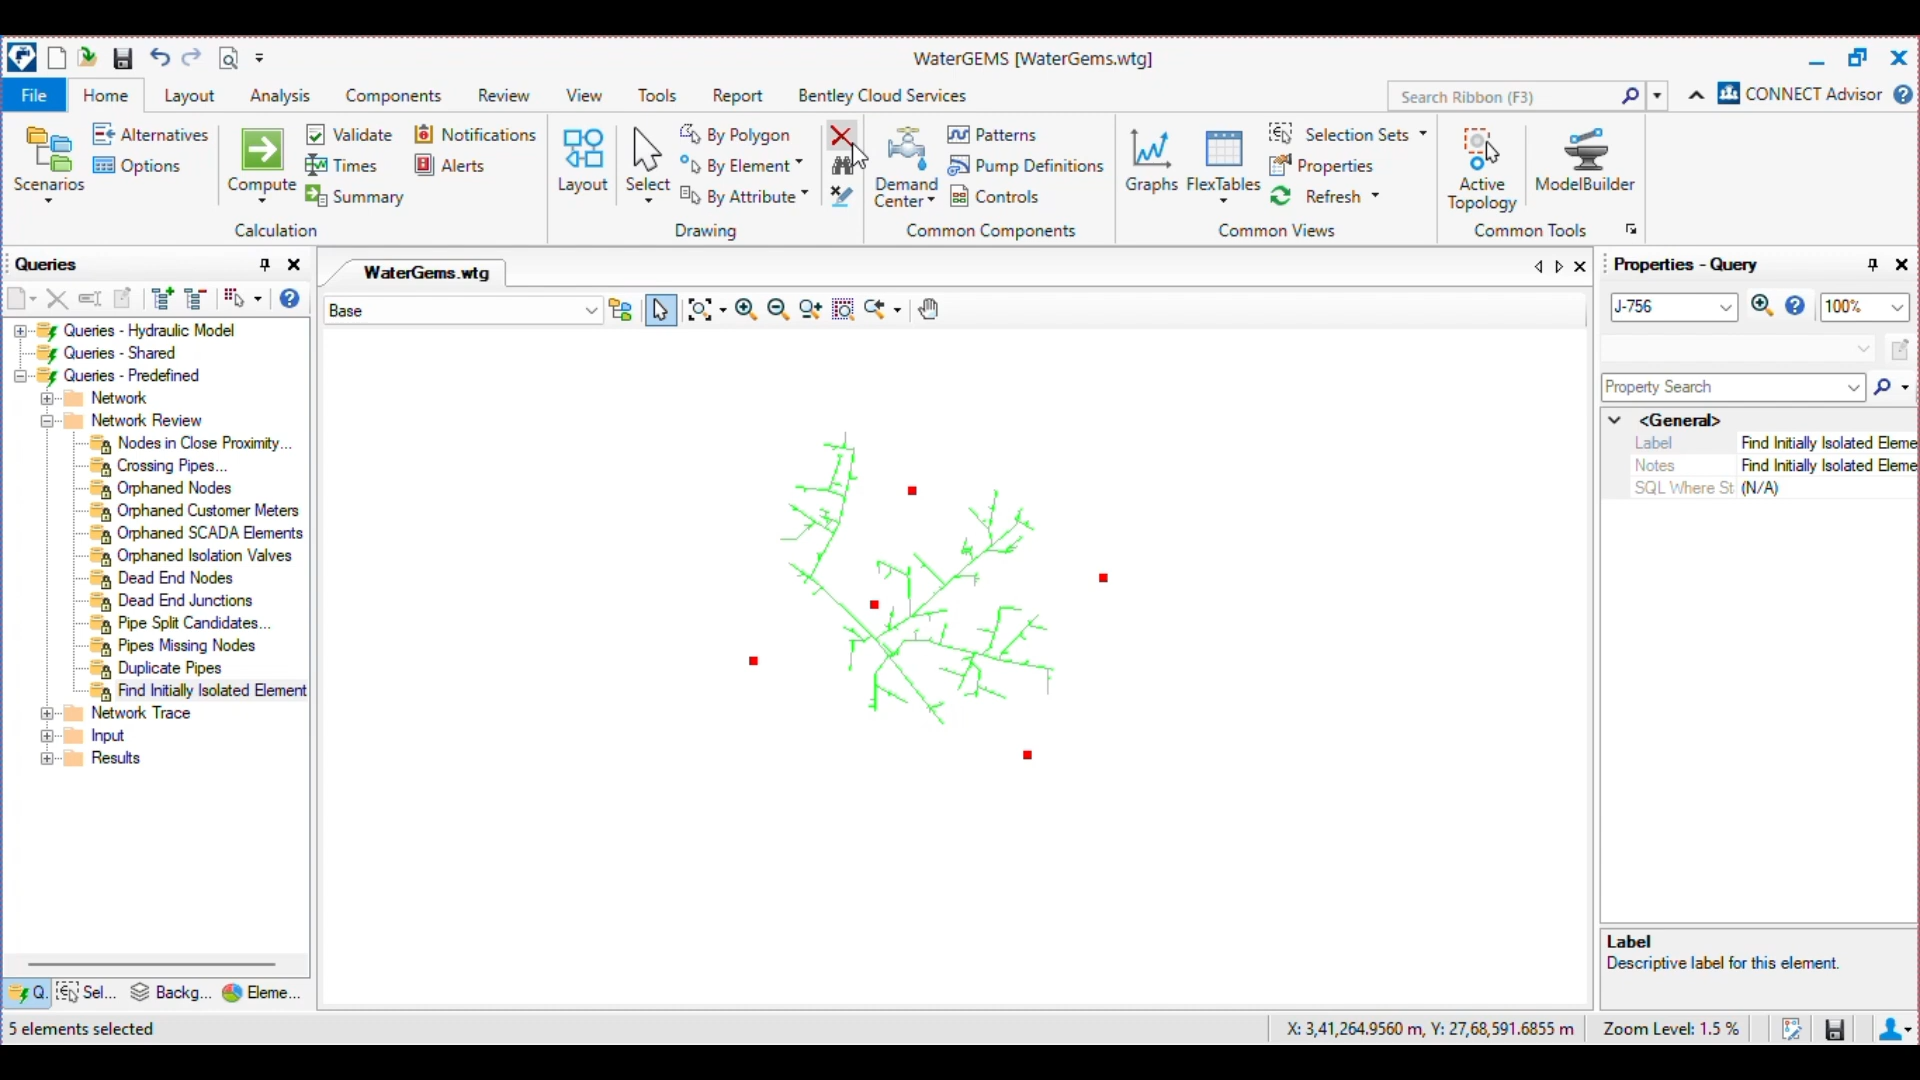 WaterGEMS [WaterGems.wtg]
File Home Layout Analysis Components Review View Tools Report Bentley Cloud Services
Search Ribbon (F3)
CONNECT Advisor
Scenarios
Alternatives
Options
Compute
Validate
Times
Summary
Notifications
Alerts
Calculation
Layout
Select
By Polygon
By Element
By Attribute
Drawing
Demand Center
Patterns
Pump Definitions
Controls
Common Components
Graphs
FlexTables
Selection Sets
Properties
Refresh
Common Views
Active Topology
ModelBuilder
Common Tools
Queries
Queries - Hydraulic Model
Queries - Shared
Queries - Predefined
Network
Network Review
Nodes in Close Proximity...
Crossing Pipes...
Orphaned Nodes
Orphaned Customer Meters
Orphaned SCADA Elements
Orphaned Isolation Valves
Dead End Nodes
Dead End Junctions
Pipe Split Candidates...
Pipes Missing Nodes
Duplicate Pipes
Find Initially Isolated Element
Network Trace
Input
Results
Q. Sel... Backg... Eleme...
WaterGems.wtg
Base
Properties - Query
J-756
100%
Property Search
<General>
Label Find Initially Isolated Eleme
Notes Find Initially Isolated Eleme
SQL Where St (N/A)
Label
Descriptive label for this element.
5 elements selected
X: 3,41,264.9560 m, Y: 27,68,591.6855 m
Zoom Level: 1.5 %